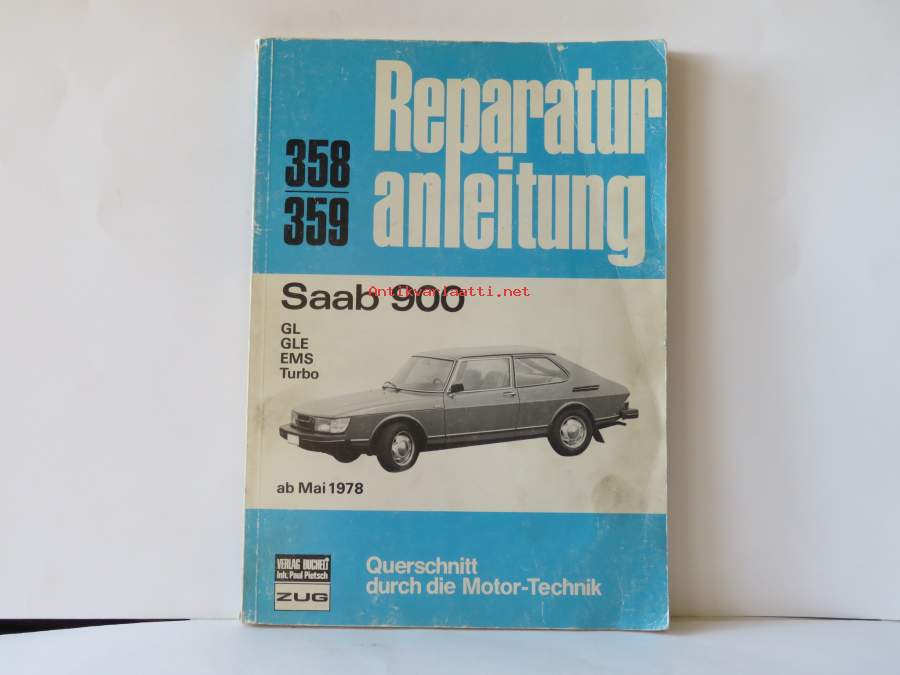 Reparatur
anleitung
358
359
Saab 900
Antikvariaatti.net
GL
GLE
EMS
Turbo
ab Mai 1978
VERLAG BUCHELI
Inh. Paul Pietsch
ZUG
Querschnitt
durch die Motor-Technik